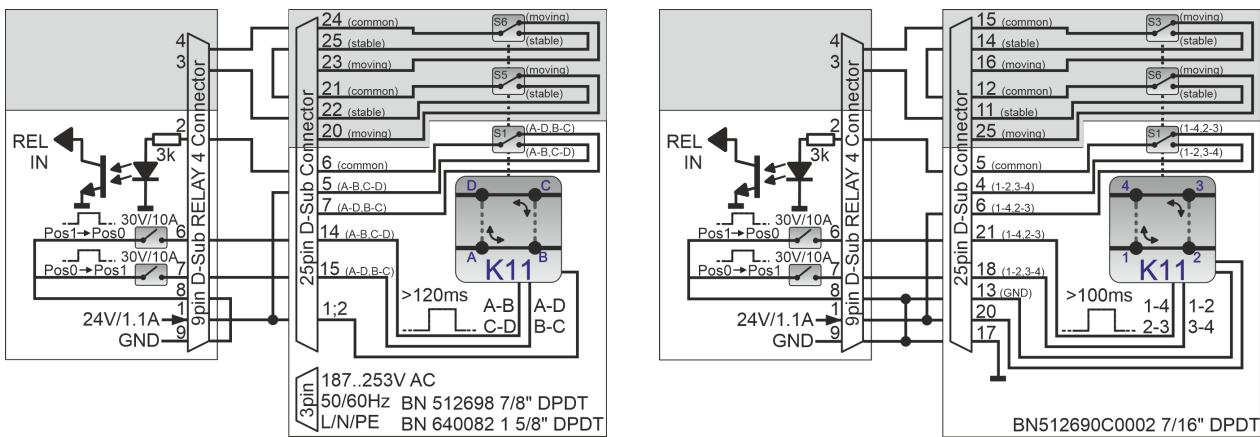 24 (common)
25 (stable)
23 (moving)
21 (common)
22 (stable)
20 (moving)
6 (common)
5 (A-B,C-D)
7 (A-D,B-C)
14 (A-B,C-D)
15 (A-D,B-C)
1;2
S6 (moving)
(stable)
S5 (moving)
(stable)
S1 (A-D,B-C)
(A-B,C-D)
4
3
2
6
7
8
1
9
9pin D-Sub RELAY 4 Connector
25pin D-Sub Connector
REL
IN
3k
30V/10A
Pos1→Pos0
30V/10A
Pos0→Pos1
24V/1.1A
GND
D C
A B
K11
>120ms
A-B A-D
C-D B-C
3pin
187..253V AC
50/60Hz BN 512698 7/8" DPDT
L/N/PE BN 640082 1 5/8" DPDT
15 (common)
14 (stable)
16 (moving)
12 (common)
11 (stable)
25 (moving)
5 (common)
4 (1-2,3-4)
6 (1-4,2-3)
21 (1-4,2-3)
18 (1-2,3-4)
13 (GND)
20
17
S3 (moving)
(stable)
S6 (moving)
(stable)
S1 (1-4,2-3)
(1-2,3-4)
4
3
2
6
7
8
1
9
9pin D-Sub RELAY 4 Connector
25pin D-Sub Connector
REL
IN
3k
30V/10A
Pos1→Pos0
30V/10A
Pos0→Pos1
24V/1.1A
GND
4 3
1 2
K11
>100ms
1-4 1-2
2-3 3-4
BN512690C0002 7/16" DPDT